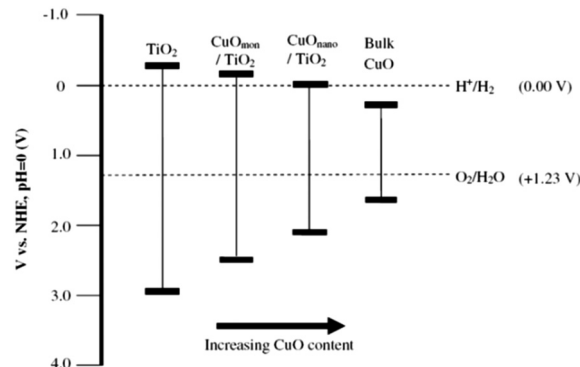 -1.0
0
1.0
2.0
3.0
4.0
V vs. NHE, pH=0 (V)
TiO₂
CuOmon
/ TiO₂
CuOnano
/ TiO₂
Bulk
CuO
H⁺/H₂ (0.00 V)
O₂/H₂O (+1.23 V)
Increasing CuO content